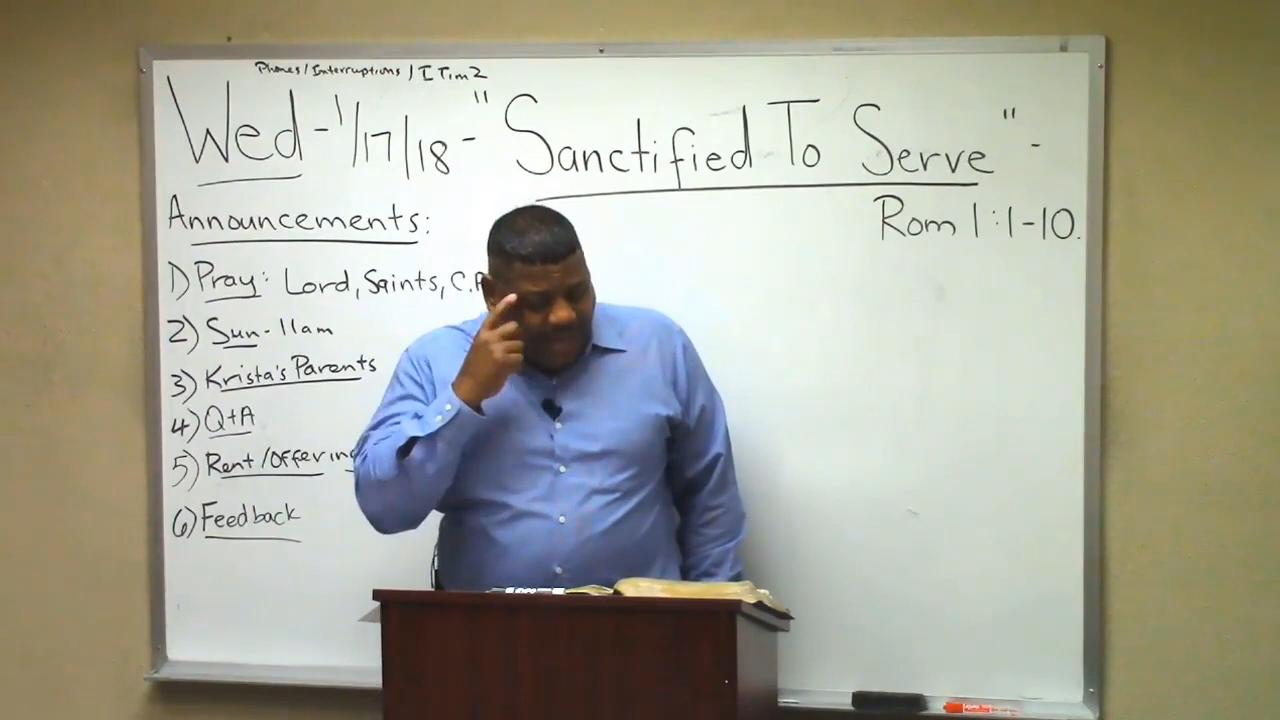 Phones/Interruptions/I Tim 2
Wed-1/17/18-"Sanctified To Serve"-
Rom 1:1-10.
Announcements:
1) Pray: Lord, Saints,
2) Sun-11am
3) Krista's Parents
4) Q+A
5) Rent/Offering
6) Feedback